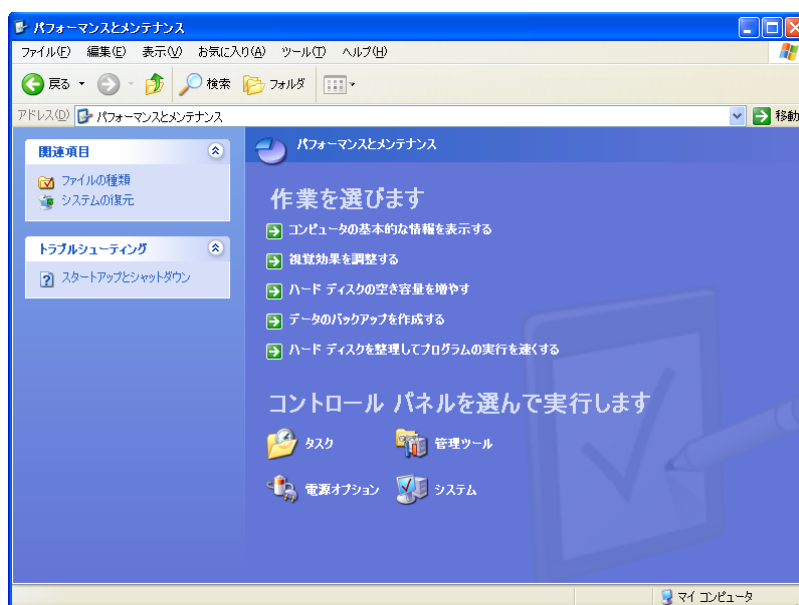 パフォーマンスとメンテナンス
ファイル(F) 編集(E) 表示(V) お気に入り(A) ツール(T) ヘルプ(H)
戻る 検索 フォルダ
アドレス(D) パフォーマンスとメンテナンス 移動
関連項目
ファイルの種類
システムの復元
トラブルシューティング
スタートアップとシャットダウン
パフォーマンスとメンテナンス
作業を選びます
コンピュータの基本的な情報を表示する
視覚効果を調整する
ハード ディスクの空き容量を増やす
データのバックアップを作成する
ハード ディスクを整理してプログラムの実行を速くする
コントロール パネルを選んで実行します
タスク 管理ツール
電源オプション システム
マイ コンピュータ